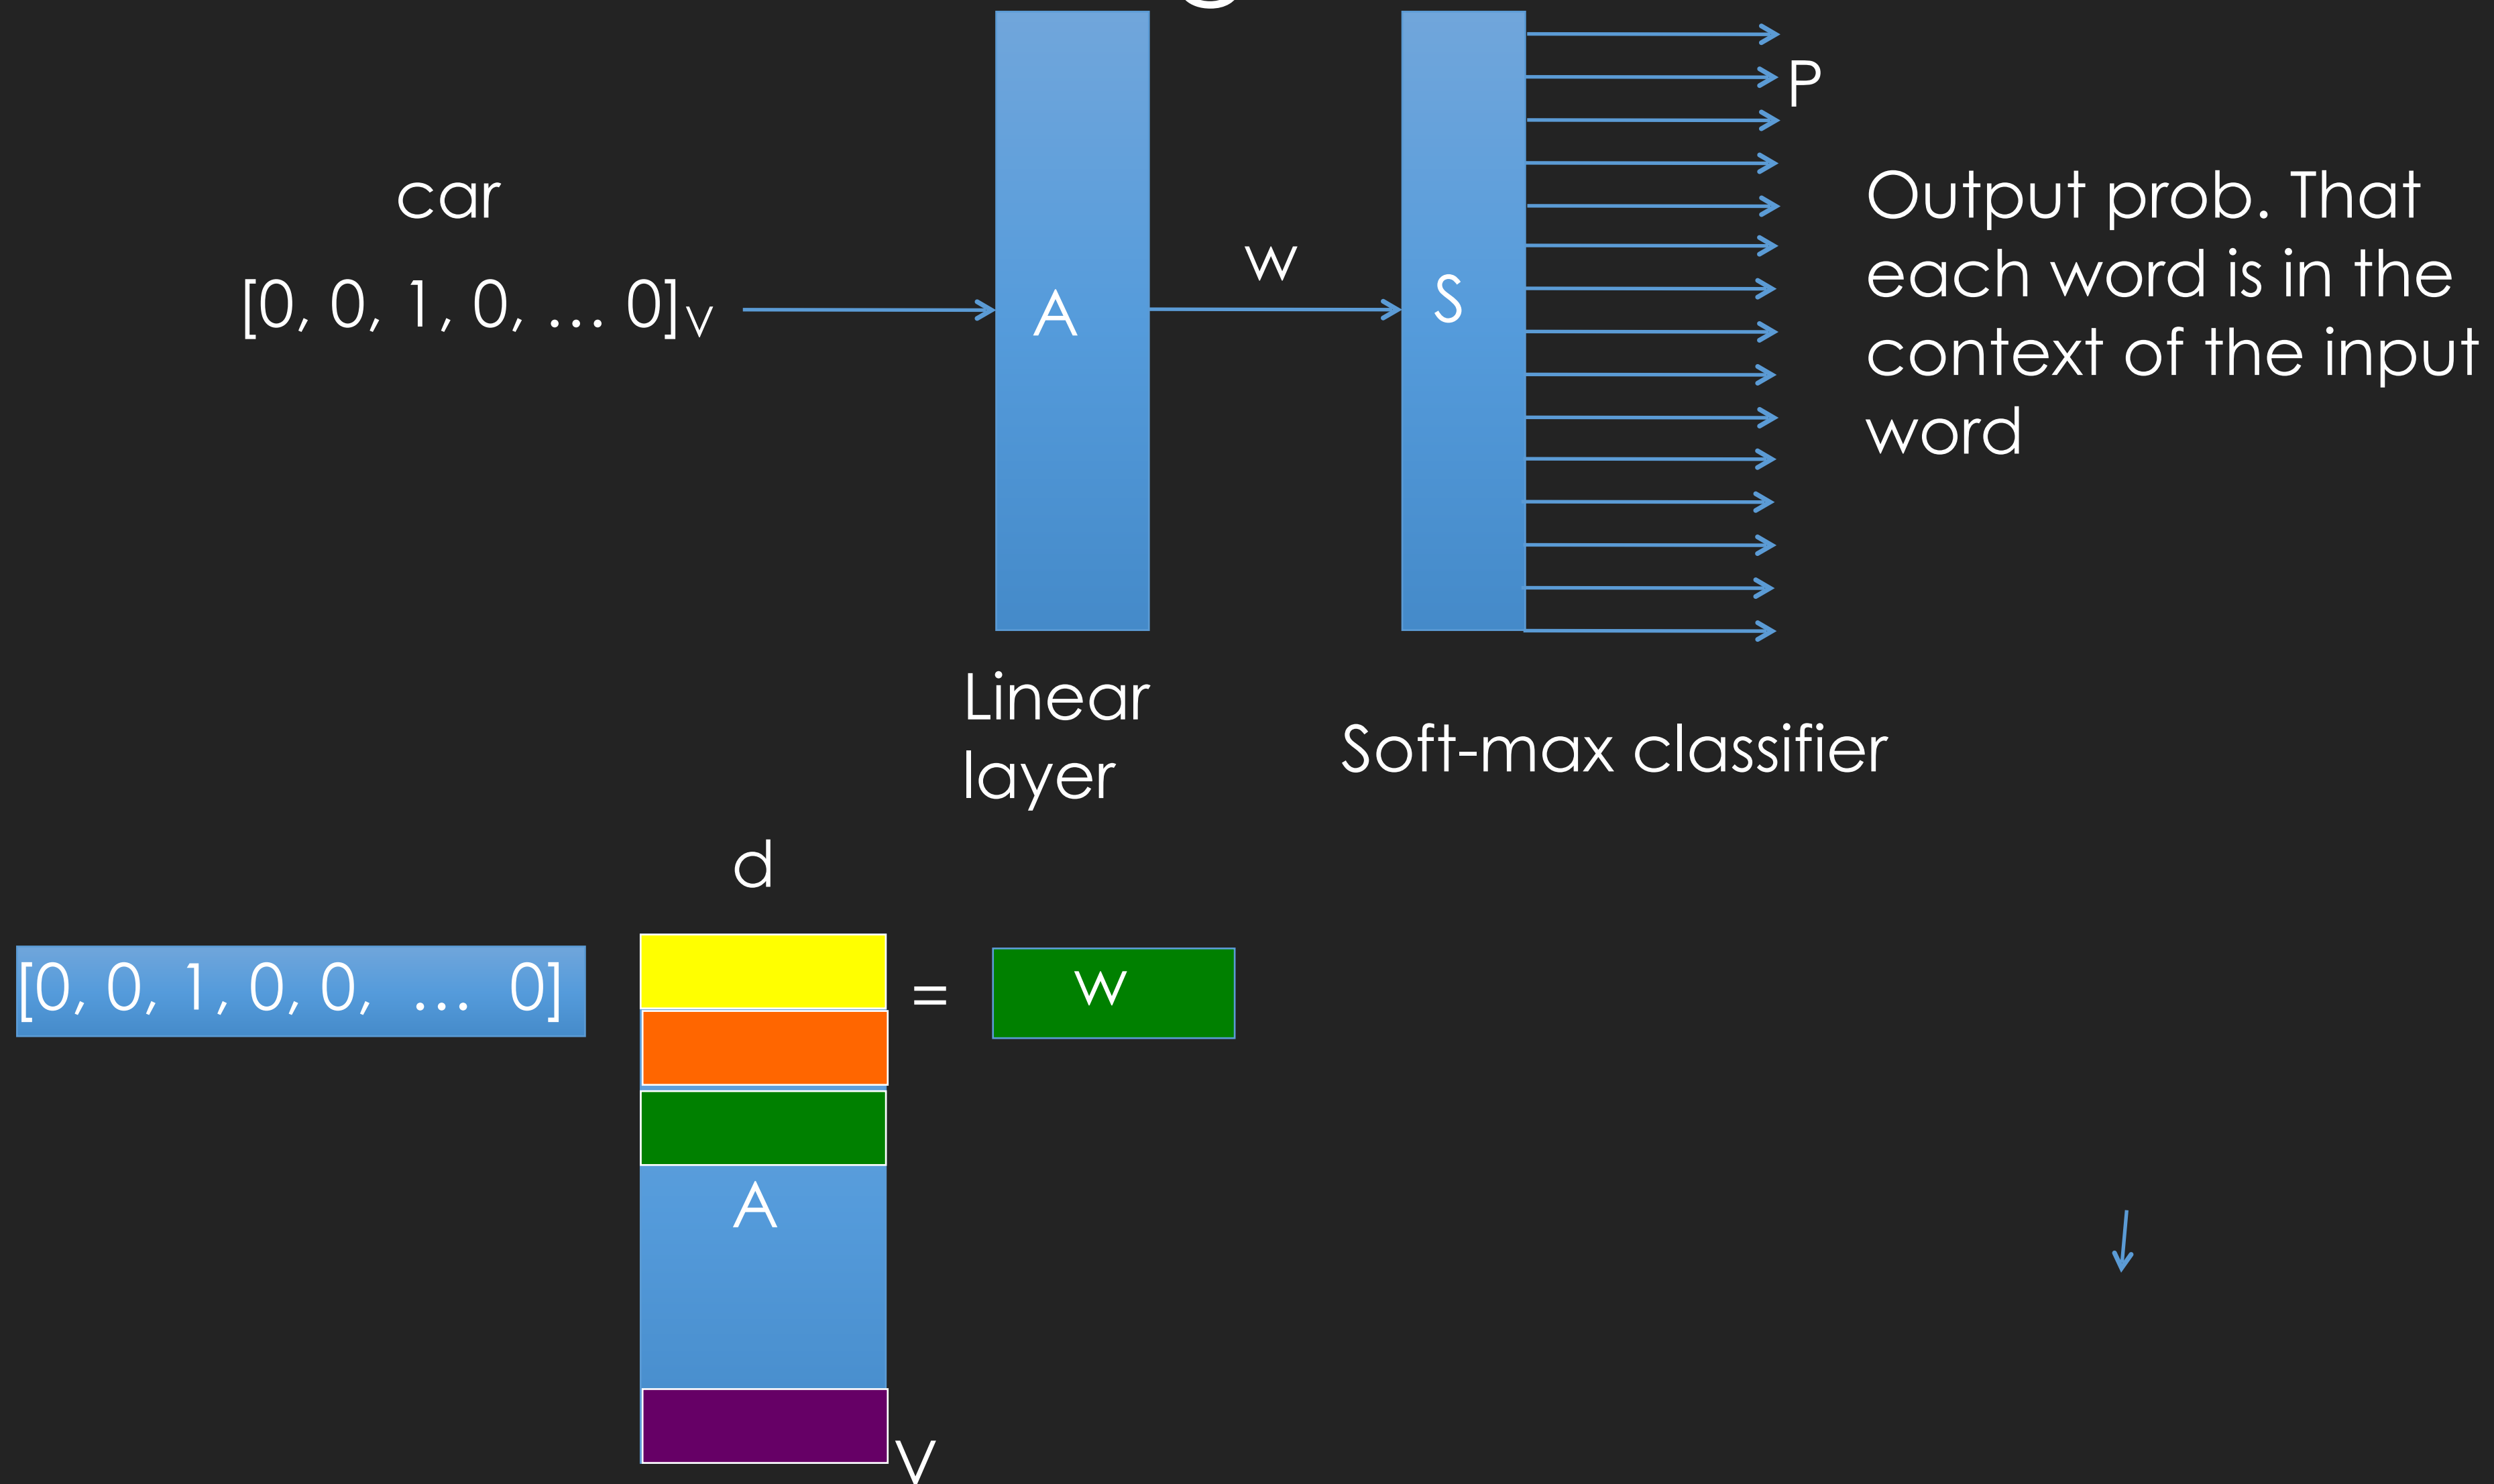 car
[0, 0, 1, 0, ... 0]v
A
w
S
P
Output prob. That
each word is in the
context of the input
word
Linear
layer
Soft-max classifier
d
[0, 0, 1, 0, 0, ... 0]
=
w
A
V